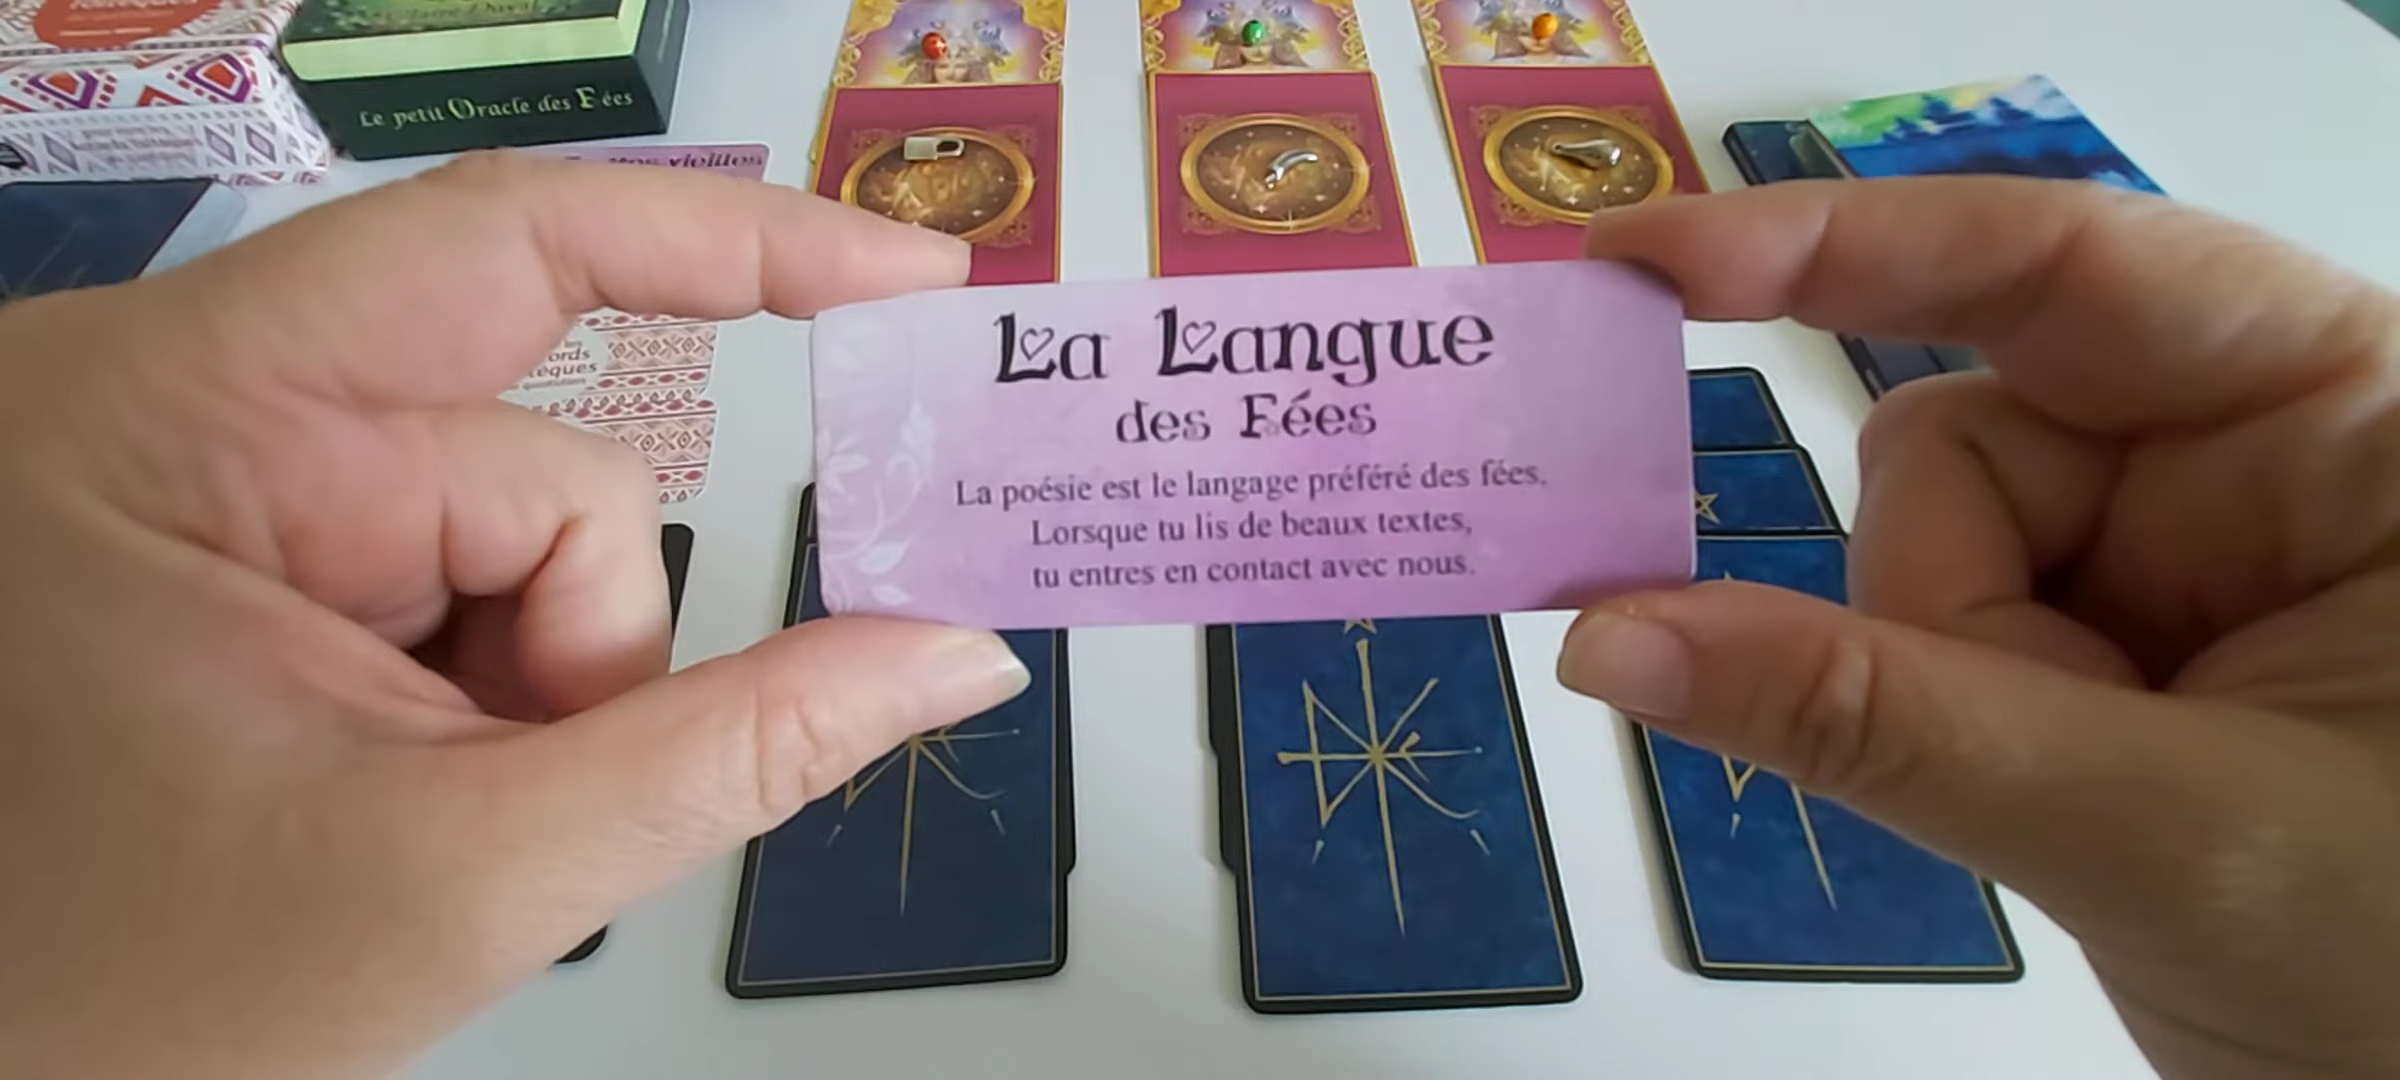 Le petit Oracle des Fées
ords
La Langue
des Fées
La poésie est le langage préféré des fées.
Lorsque tu lis de beaux textes,
tu entres en contact avec nous.